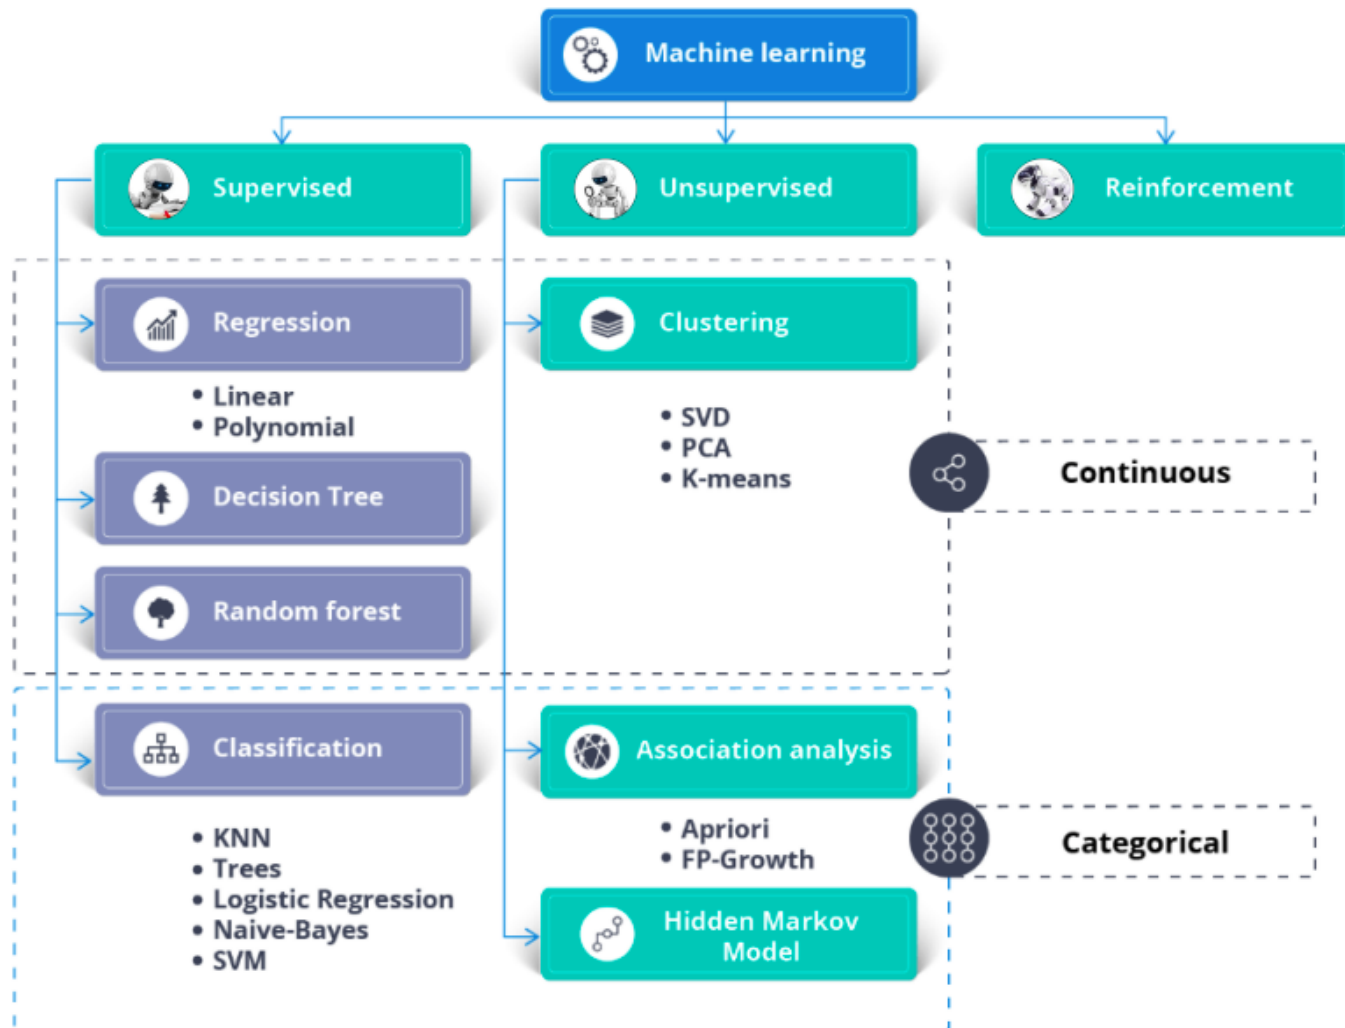 Machine learning
Supervised
Unsupervised
Reinforcement
Regression
• Linear
• Polynomial
Decision Tree
Random forest
Clustering
• SVD
• PCA
• K-means
Continuous
Classification
• KNN
• Trees
• Logistic Regression
• Naive-Bayes
• SVM
Association analysis
• Apriori
• FP-Growth
Hidden Markov
Model
Categorical